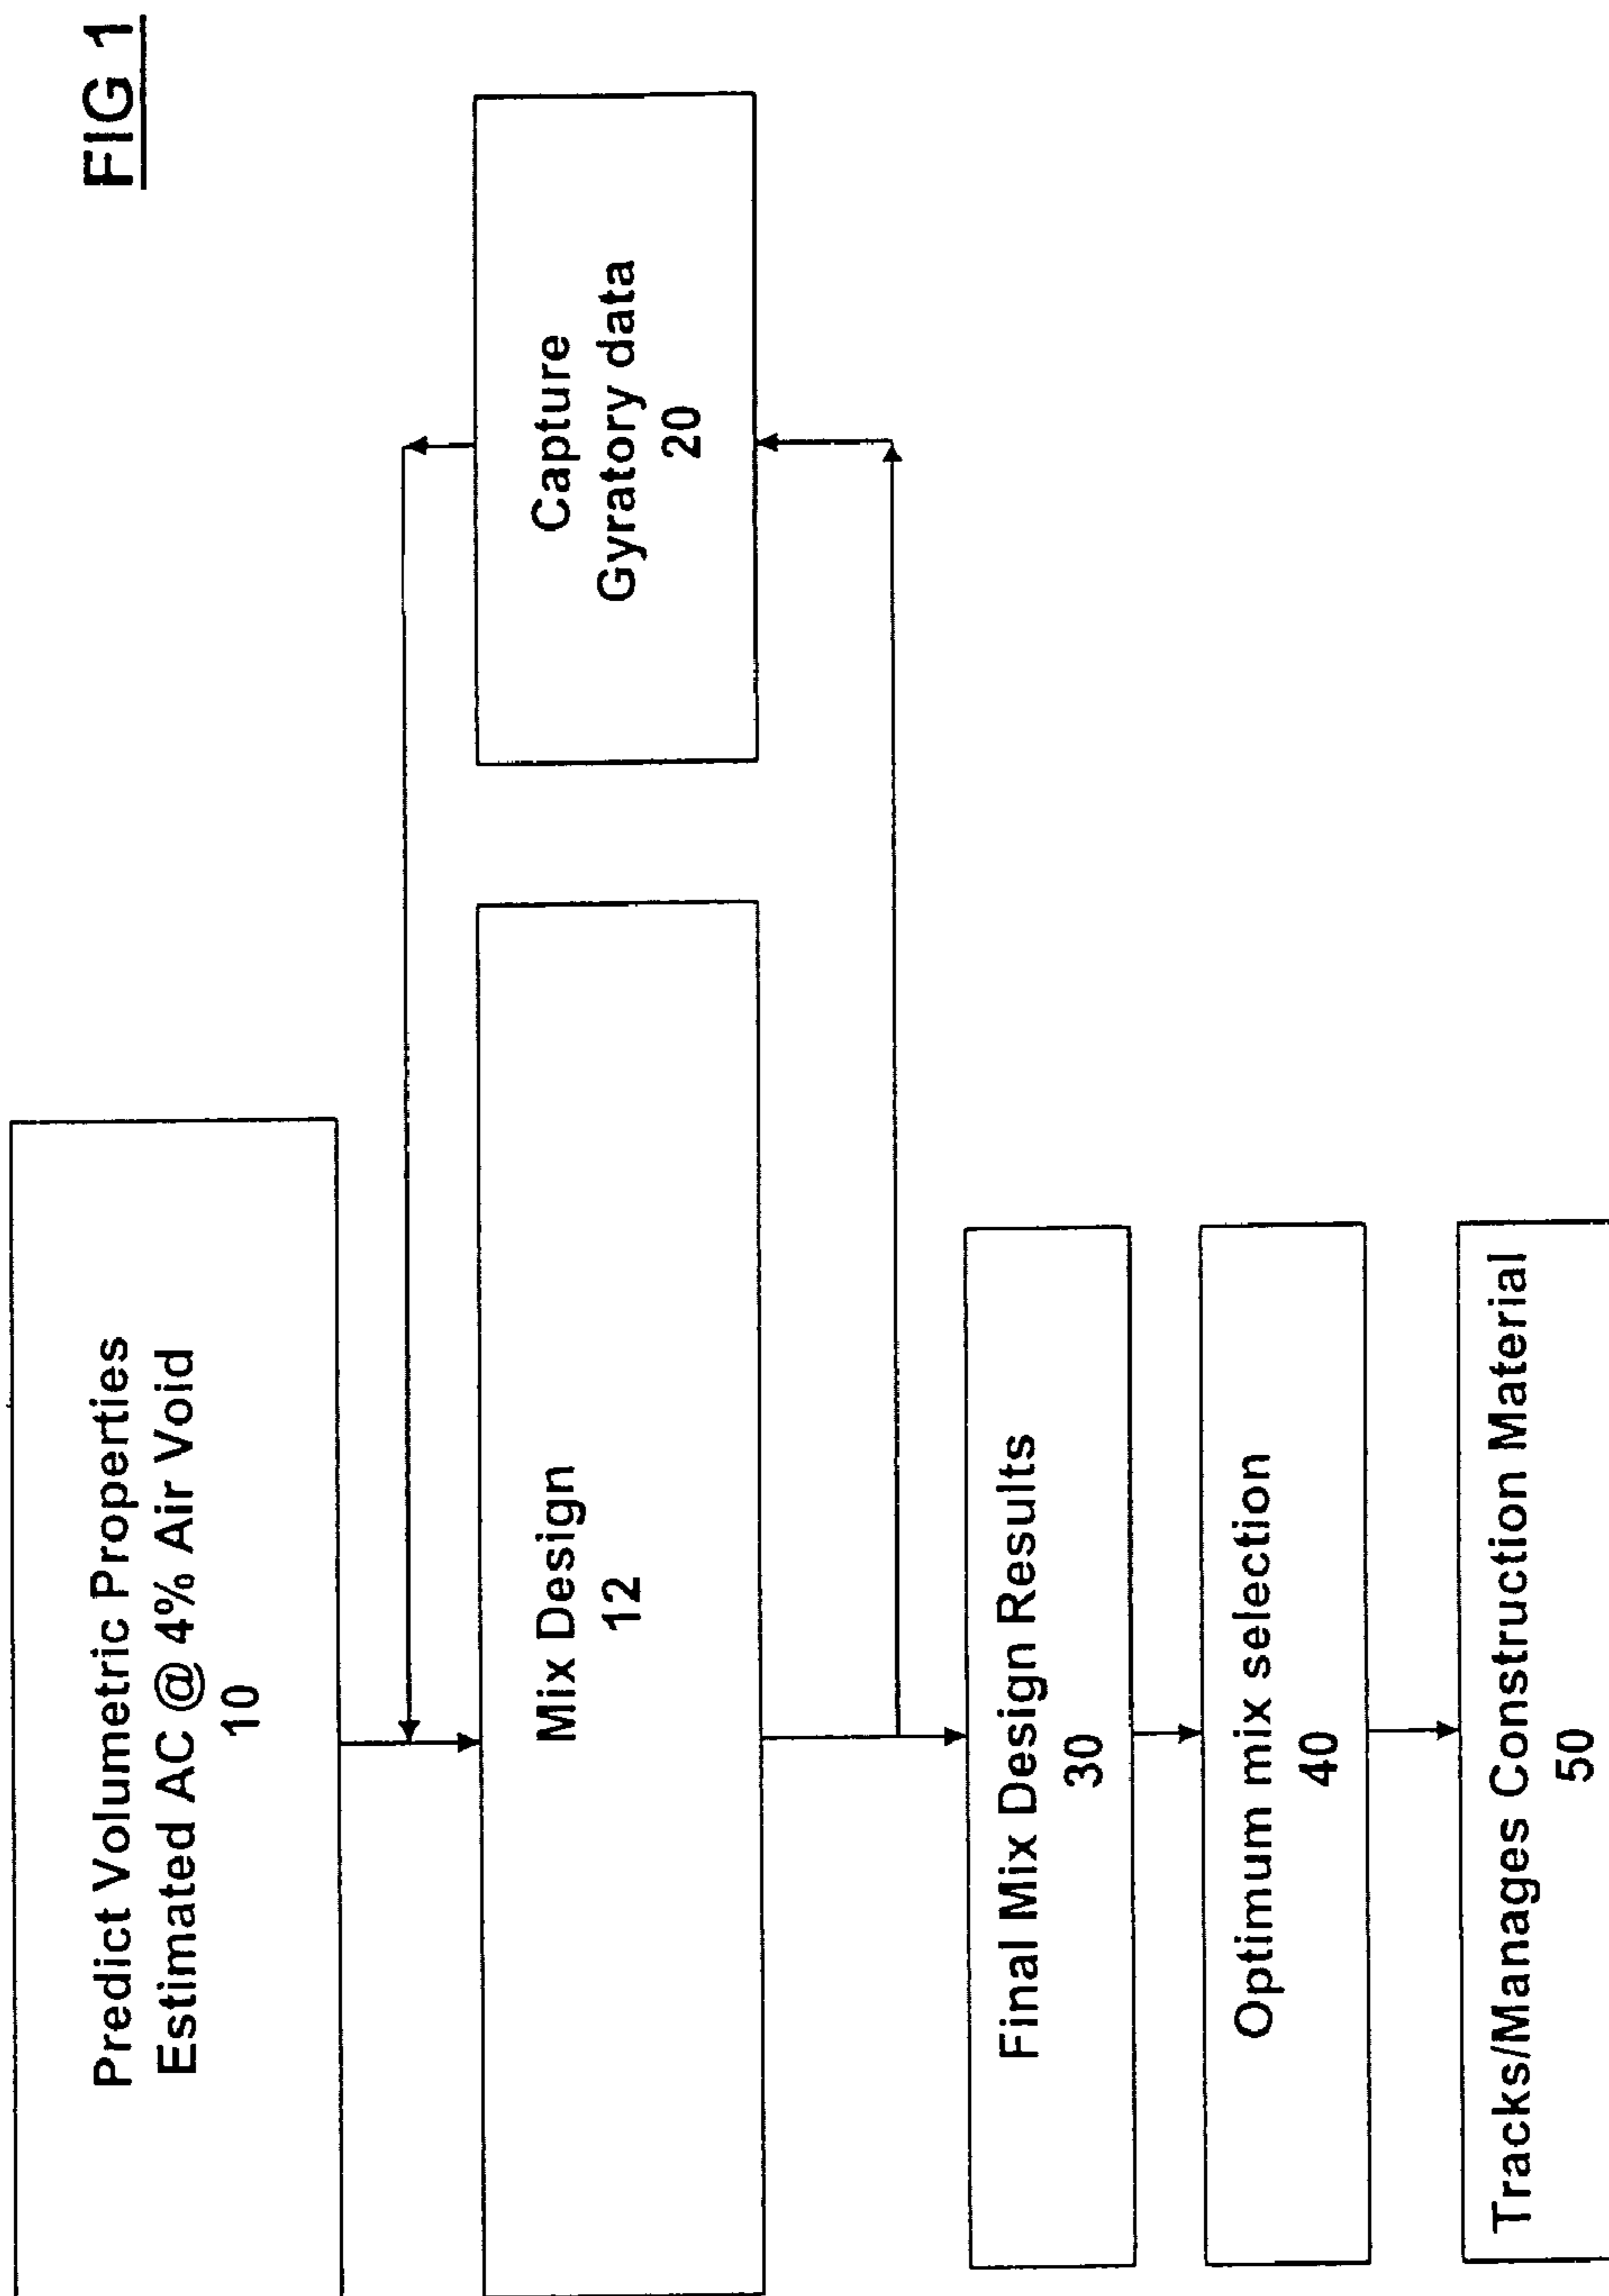 FIG 1
Predict Volumetric Properties
Estimated AC @ 4% Air Void
10
Mix Design
12
Capture
Gyratory data
20
Final Mix Design Results
30
Optimum mix selection
40
Tracks/Manages Construction Material
50